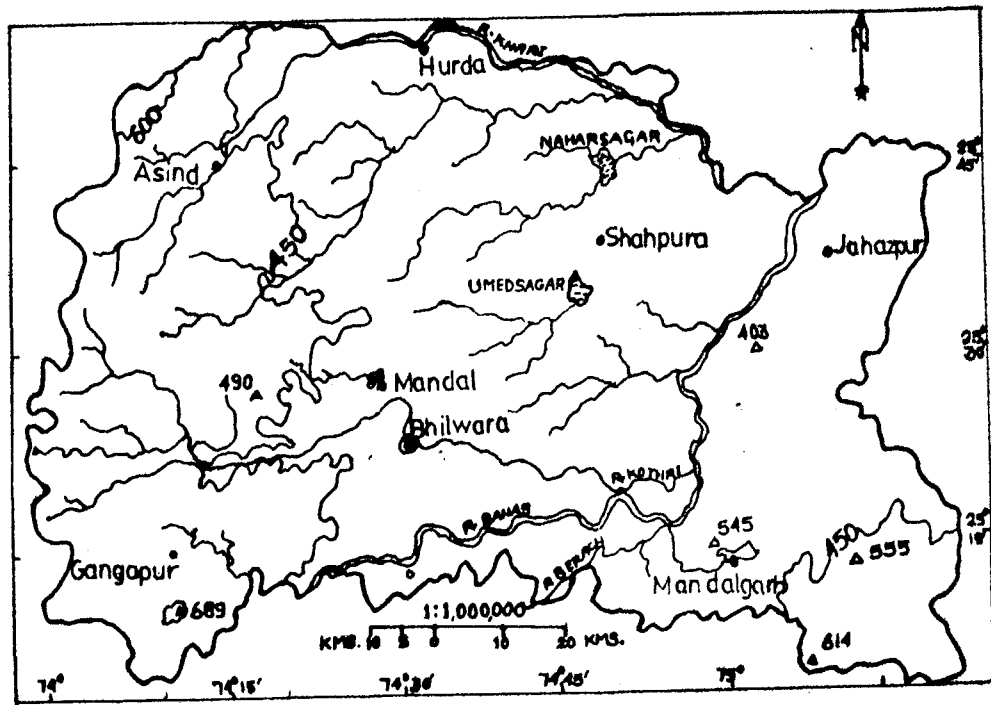 N
R. KHARI
Hurda
600
NAHARSAGAR
Asind
25° 45'
450
Shahpura
Jahazpur
UMEDSAGAR
403
25° 30'
490
Mandal
Bhilwara
R. KOTHRI
R. BANAS
545
450
25° 15'
555
R. BERACH
Gangapur
Mandalgarh
689
1:1,000,000
KMS. 10 5 0 10 20 KMS.
614
74° 74°15' 74°30' 74°45' 75°